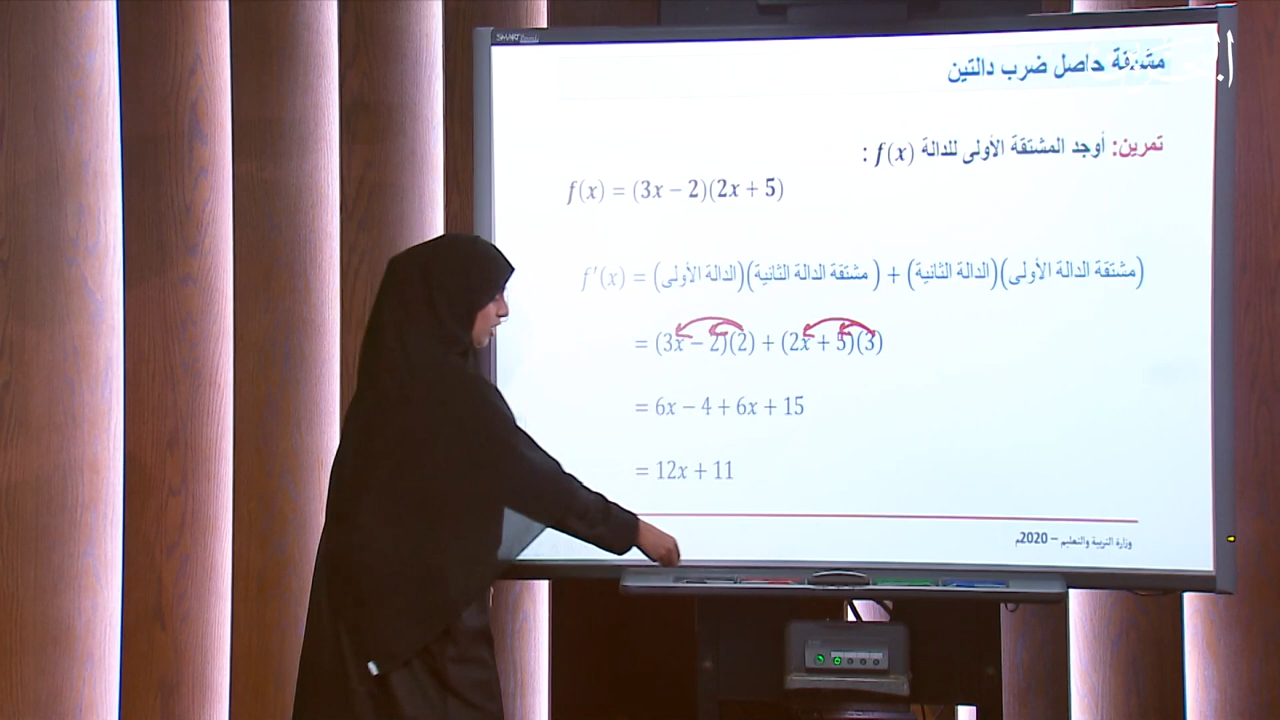 SMART Board
مشتقة حاصل ضرب دالتين
تمرين: أوجد المشتقة الأولى للدالة f(x) :
f(x) = (3x − 2)(2x + 5)
f′(x) = (الدالة الأولى)(مشتقة الدالة الثانية ) + (الدالة الثانية)(مشتقة الدالة الأولى)
= (3x − 2)(2) + (2x + 5)(3)
= 6x − 4 + 6x + 15
= 12x + 11
وزارة التربية والتعليم – 2020م